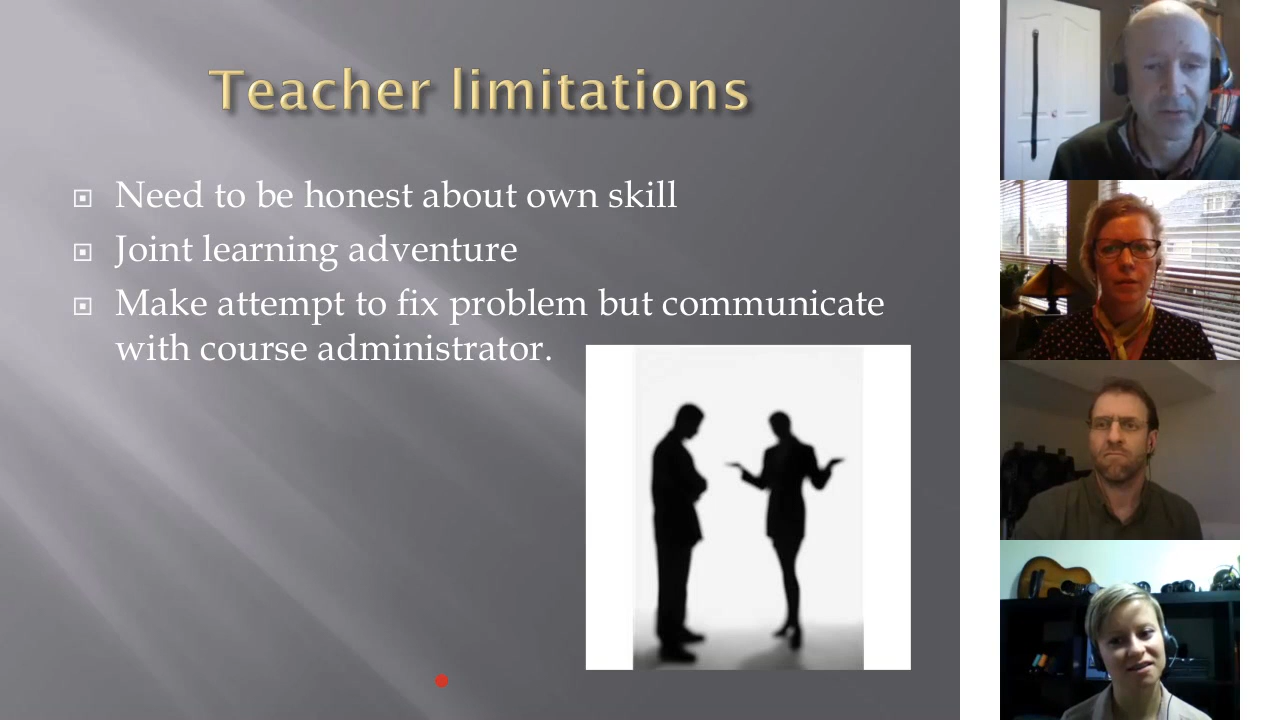 Teacher limitations
Need to be honest about own skill
Joint learning adventure
Make attempt to fix problem but communicate
with course administrator.